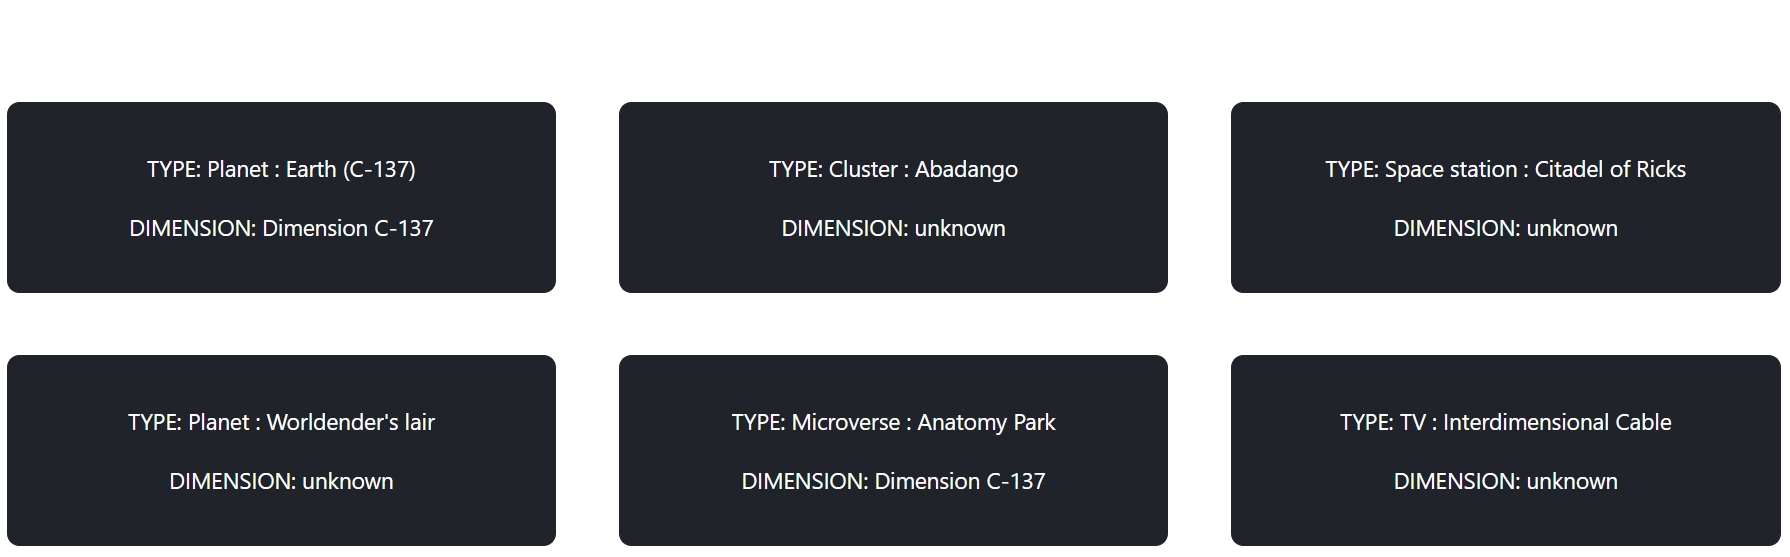 TYPE: Planet : Earth (C-137)
DIMENSION: Dimension C-137
TYPE: Cluster : Abadango
DIMENSION: unknown
TYPE: Space station : Citadel of Ricks
DIMENSION: unknown
TYPE: Planet : Worldender's lair
DIMENSION: unknown
TYPE: Microverse : Anatomy Park
DIMENSION: Dimension C-137
TYPE: TV : Interdimensional Cable
DIMENSION: unknown